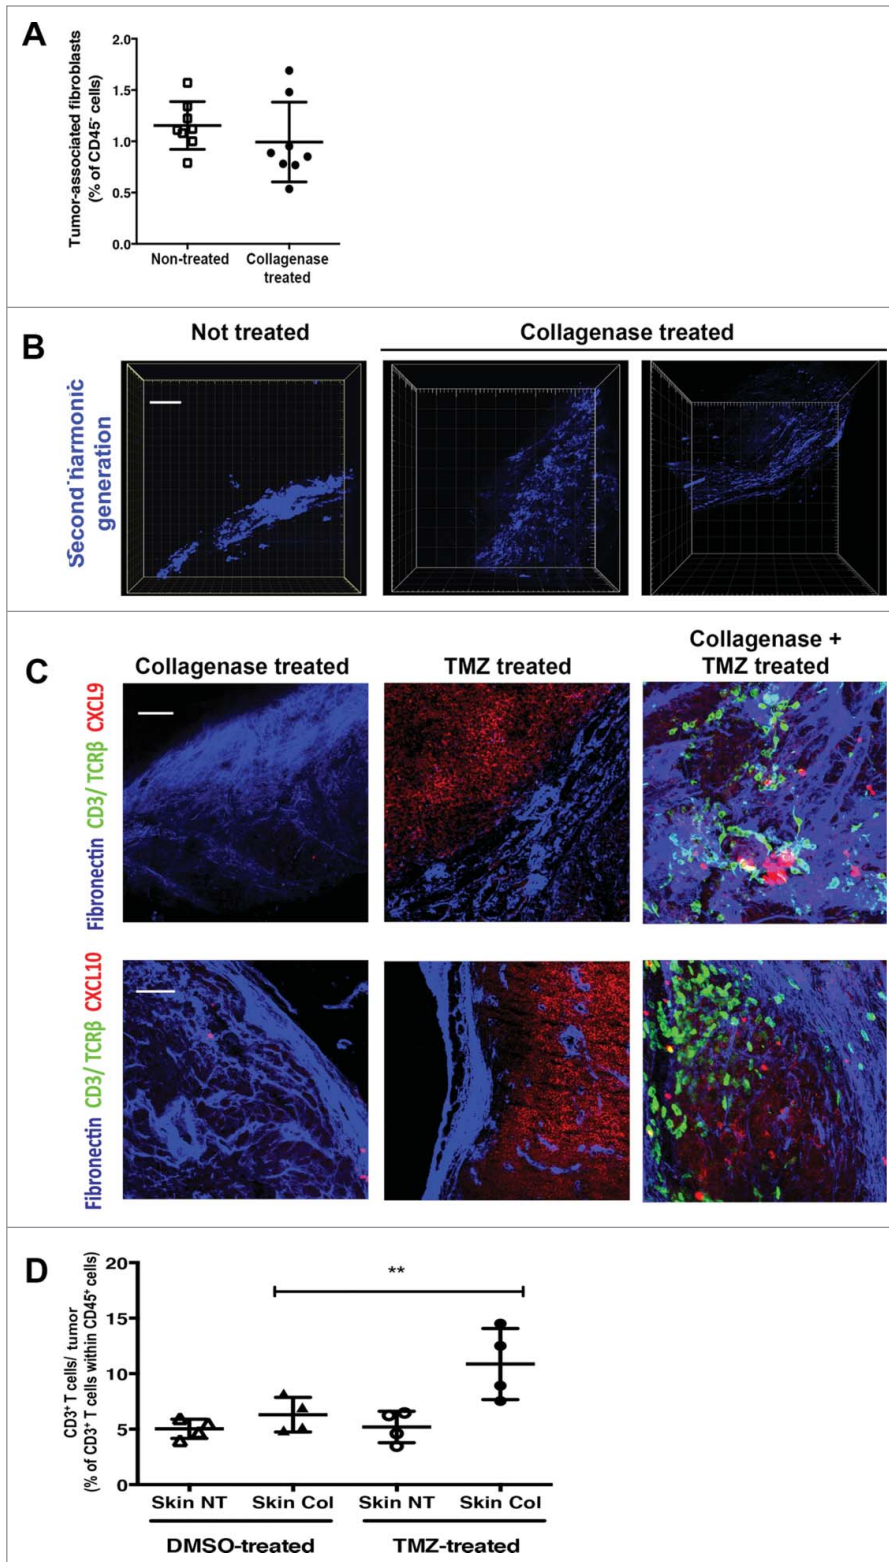 A
Tumor-associated fibroblasts
(% of CD45⁻ cells)
2.0
1.5
1.0
0.5
0.0
Non-treated
Collagenase
treated
B
Not treated
Collagenase treated
Second harmonic
generation
C
Collagenase treated
TMZ treated
Collagenase +
TMZ treated
Fibronectin CD3/ TCRβ CXCL9
Fibronectin CD3/ TCRβ CXCL10
D
CD3⁺ T cells/ tumor
(% of CD3⁺ T cells within CD45⁺ cells)
20
15
10
5
0
**
Skin NT
Skin Col
Skin NT
Skin Col
DMSO-treated
TMZ-treated